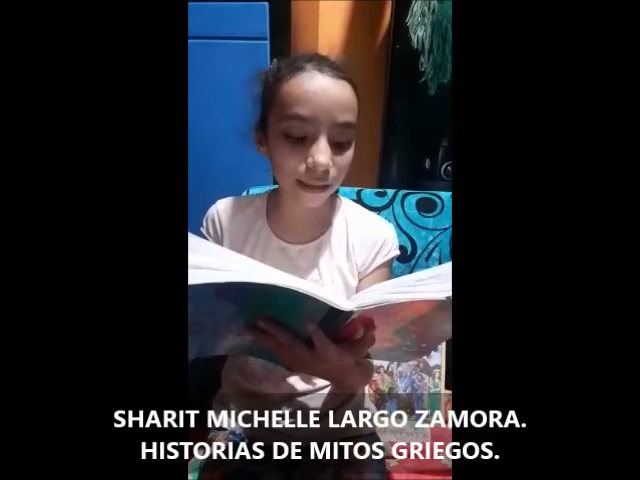 SHARIT MICHELLE LARGO ZAMORA.
HISTORIAS DE MITOS GRIEGOS.